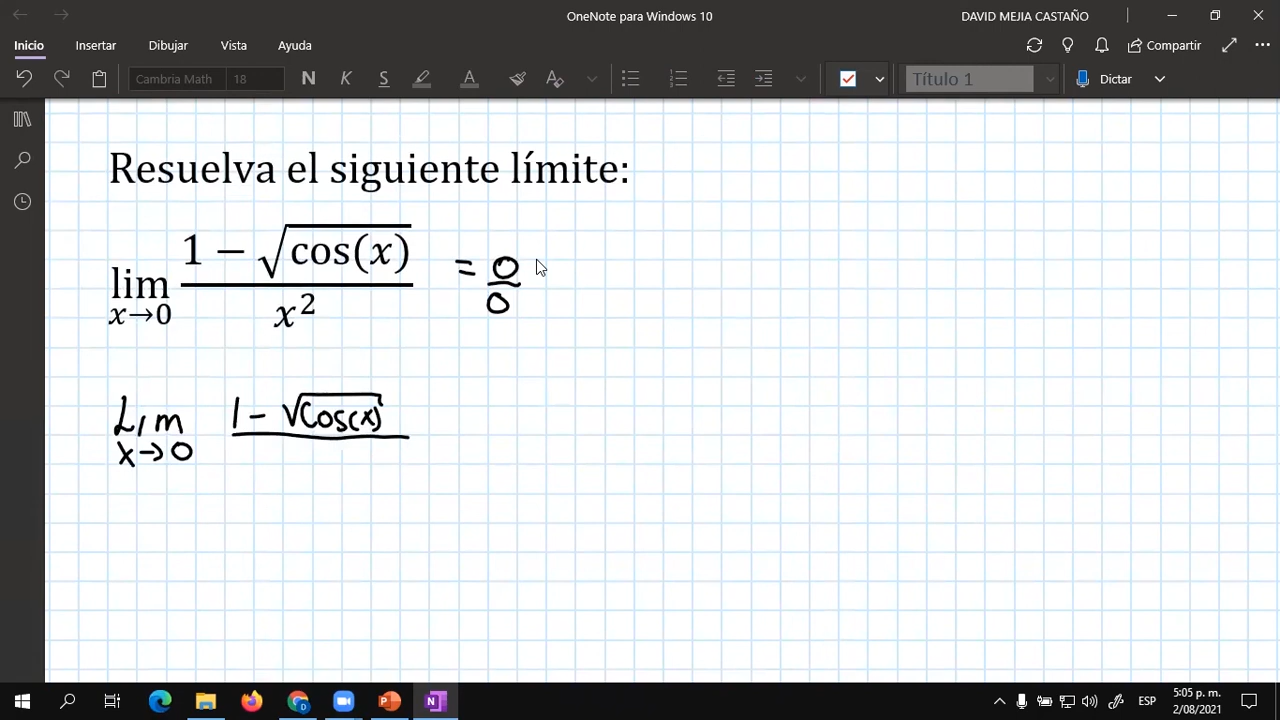 OneNote para Windows 10
DAVID MEJIA CASTAÑO
Inicio Insertar Dibujar Vista Ayuda
Compartir
Cambria Math 18 N K S A A Título 1 Dictar
Resuelva el siguiente límite:
lim x→0 (1 − √cos(x)) / x² = 0/0
Lim x→0 1 − √Cos(x)
ESP
5:05 p. m.
2/08/2021